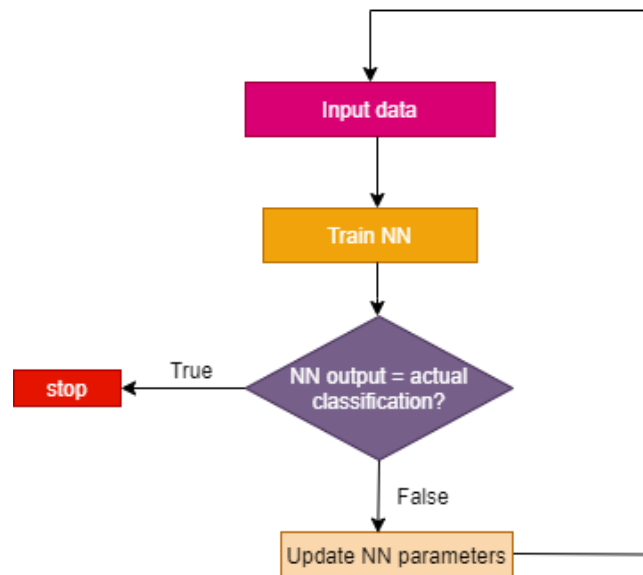 Input data
Train NN
NN output = actual
classification?
True
stop
False
Update NN parameters